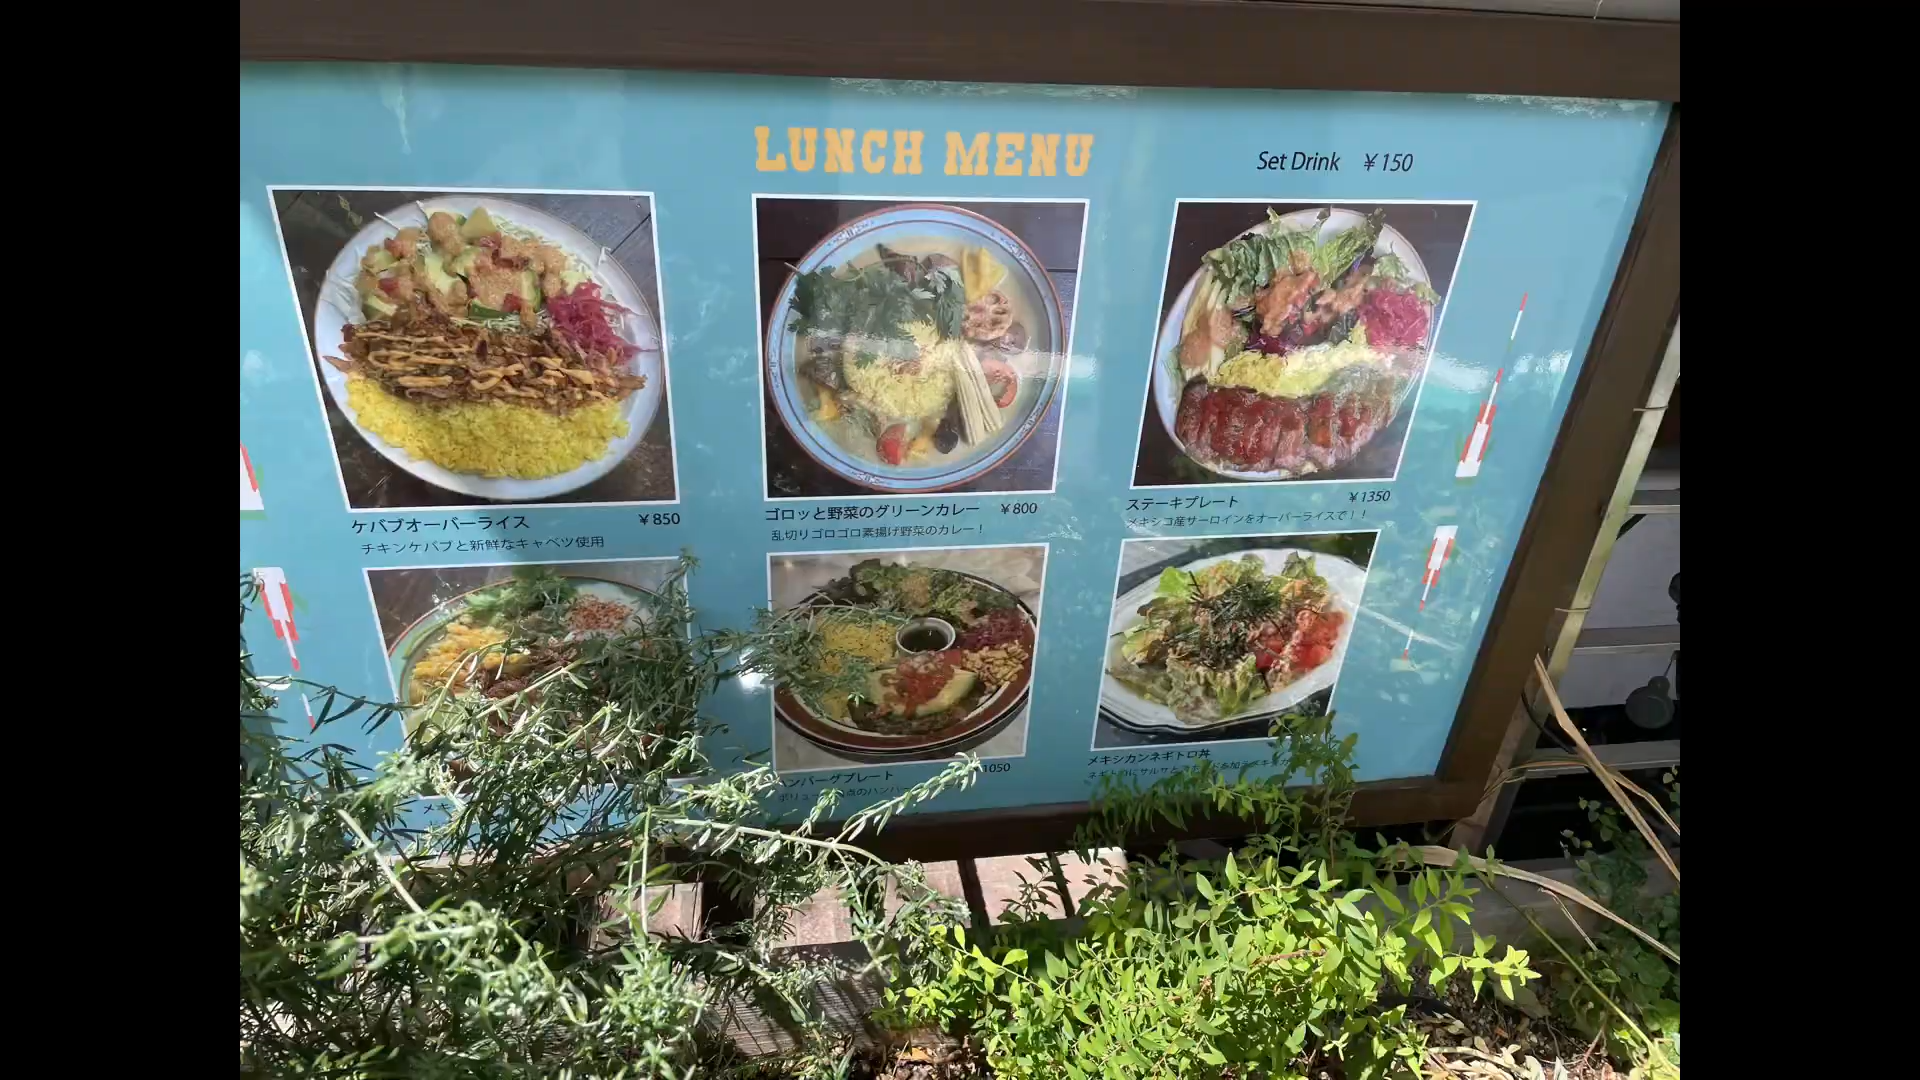 LUNCH MENU
Set Drink ¥150
ケバブオーバーライス ¥850
チキンケバブと新鮮なキャベツ使用
ゴロッと野菜のグリーンカレー ¥800
乱切りゴロゴロ素揚げ野菜のカレー！
ステーキプレート ¥1350
メキシコ産サーロインをオーバーライスで！！
メキ
ハンバーグプレート 1050
メキシカンネギトロ丼